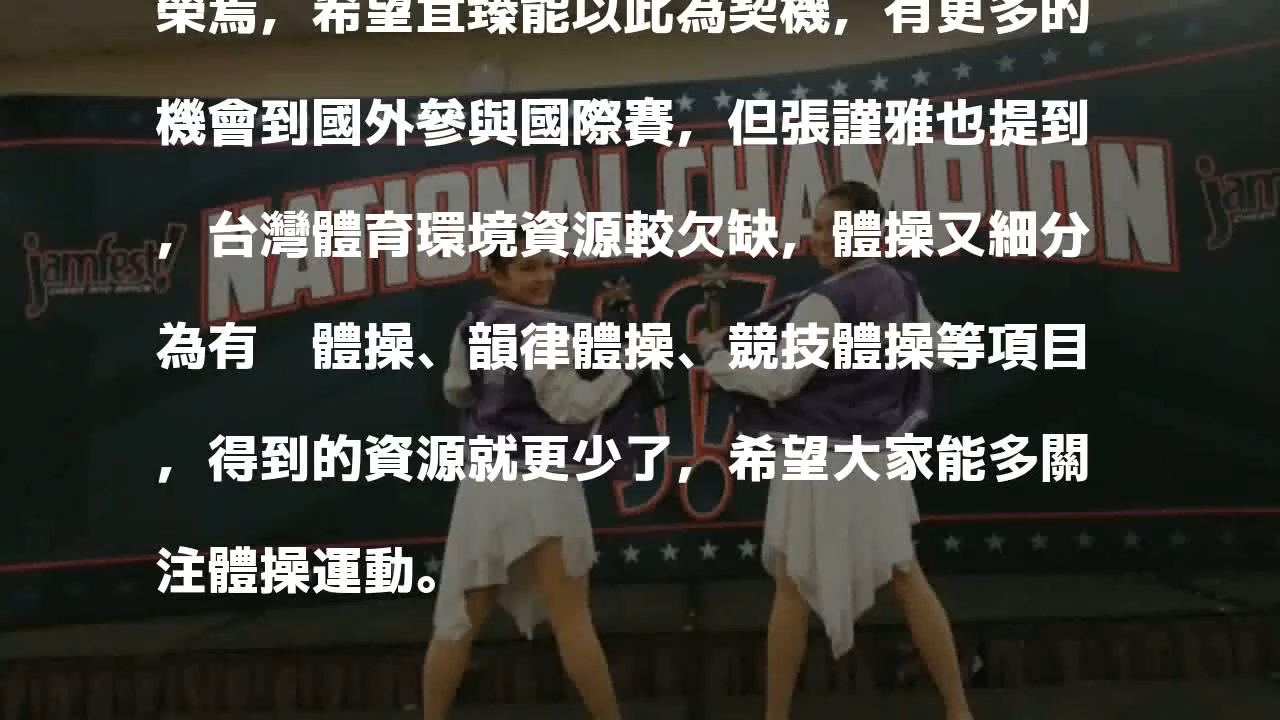 榮焉，希望宜瑧能以此為契機，有更多的
機會到國外參與國際賽，但張謹雅也提到
，台灣體育環境資源較欠缺，體操又細分
為有　體操、韻律體操、競技體操等項目
，得到的資源就更少了，希望大家能多關
注體操運動。
NATIONAL CHAMPION
jamfest!
jam